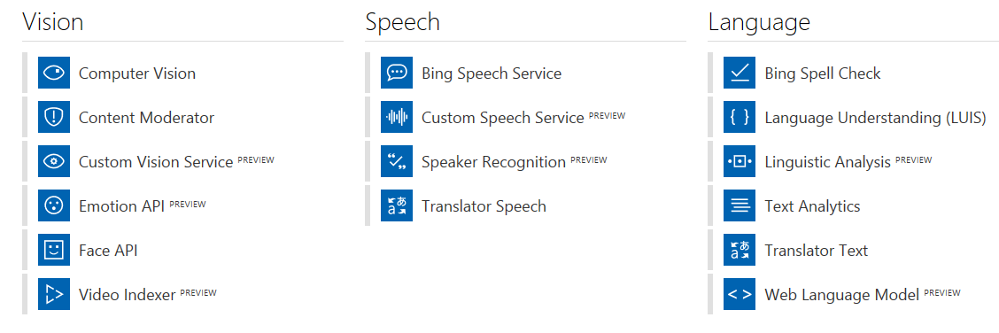 Vision
Computer Vision
Content Moderator
Custom Vision Service PREVIEW
Emotion API PREVIEW
Face API
Video Indexer PREVIEW
Speech
Bing Speech Service
Custom Speech Service PREVIEW
Speaker Recognition PREVIEW
Translator Speech
Language
Bing Spell Check
Language Understanding (LUIS)
Linguistic Analysis PREVIEW
Text Analytics
Translator Text
Web Language Model PREVIEW